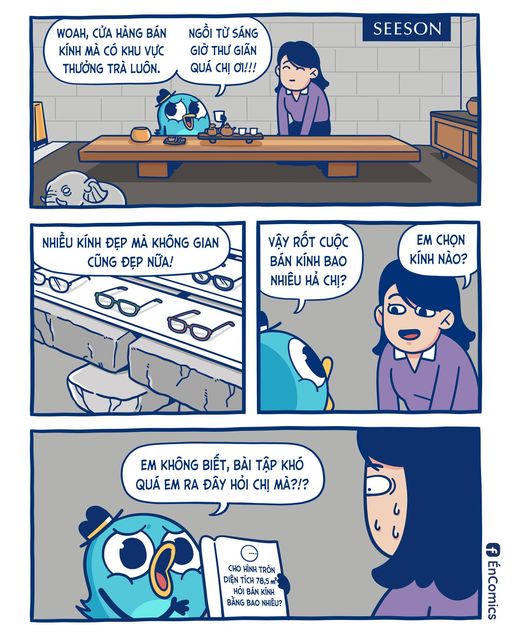 SEESON
WOAH, CỬA HÀNG BÁN
KÍNH MÀ CÓ KHU VỰC
THƯỞNG TRÀ LUÔN.
NGỒI TỪ SÁNG
GIỜ THƯ GIÃN
QUÁ CHỊ ƠI!!!
NHIỀU KÍNH ĐẸP MÀ KHÔNG GIAN
CŨNG ĐẸP NỮA!
VẬY RỐT CUỘC
BÁN KÍNH BAO
NHIÊU HẢ CHỊ?
EM CHỌN
KÍNH NÀO?
EM KHÔNG BIẾT, BÀI TẬP KHÓ
QUÁ EM RA ĐÂY HỎI CHỊ MÀ?!?
CHO HÌNH TRÒN
DIỆN TÍCH 78,5 m²
HỎI BÁN KÍNH
BẰNG BAO NHIÊU?
ÉnComics